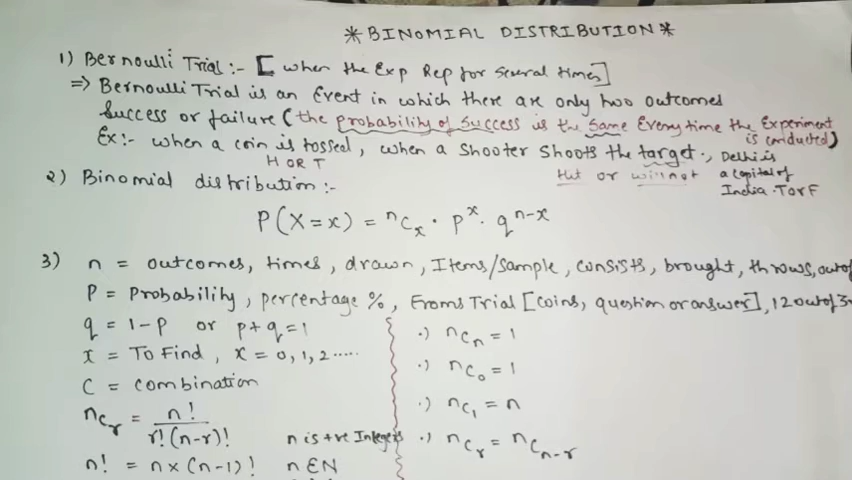 *BINOMIAL DISTRIBUTION*
1) Bernoulli Trial :- [ when the Exp Rep for several times]
⇒ Bernoulli Trial is an Event in which there are only two outcomes
Success or failure ( the probability of success is the same Every time the Experiment is conducted)
Ex:- when a coin is tossed, when a shooter shoots the target., Delhi is
H OR T
Hit or will not
a capital of
India. T or F
2) Binomial distribution :-
P(X=x) = ⁿCₓ · pˣ · qⁿ⁻ˣ
3) n = outcomes, times, drawn, Items/sample, consists, brought, throws, out of
P = Probability, percentage %, From s Trial [coins, question or answer], 12 out of 3
q = 1-p or p+q=1
x = To Find, x = 0, 1, 2 .....
C = combination
nCr = n! / r!(n-r)!
n is +ve Integers
n! = n × (n-1)! n ∈ N
·) nCn = 1
·) nC0 = 1
·) nC1 = n
·) nCr = nCn-r